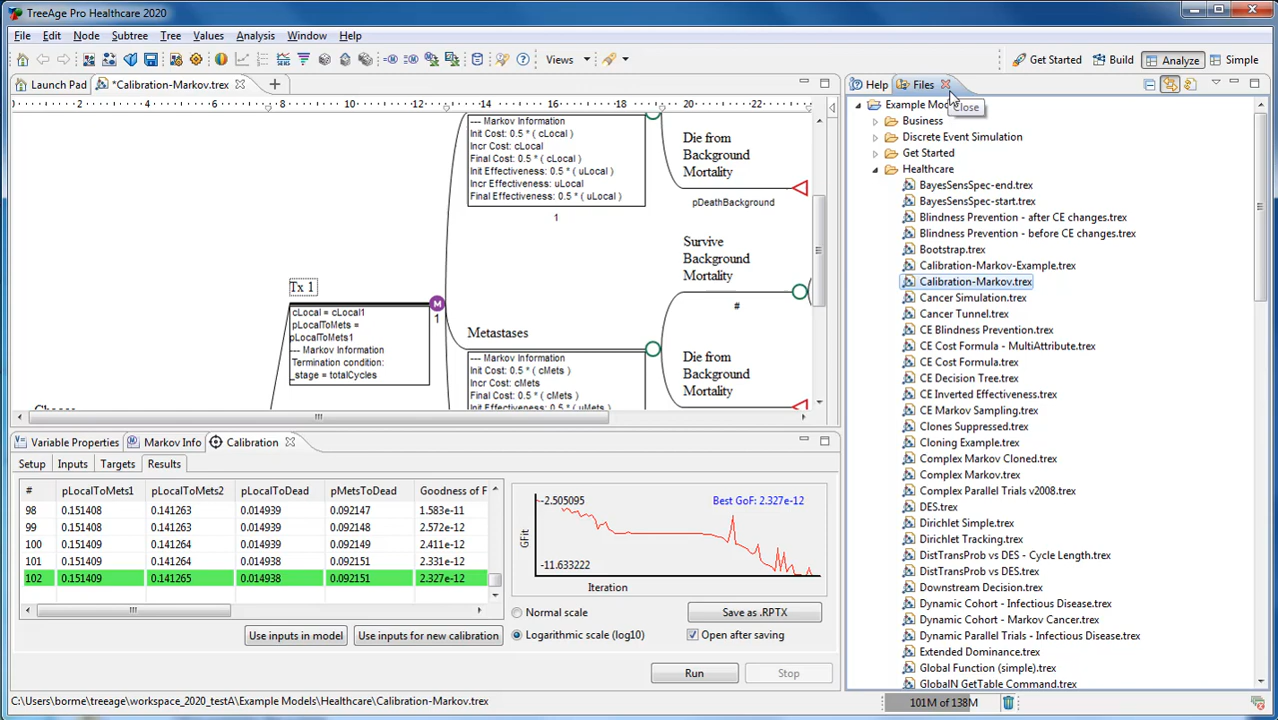 TreeAge Pro Healthcare 2020
File Edit Node Subtree Tree Values Analysis Window Help
Views Get Started Build Analyze Simple
Launch Pad *Calibration-Markov.trex
8 10 12 14 16 18 20 22
--- Markov Information
Init Cost: 0.5 * ( cLocal )
Incr Cost: cLocal
Final Cost: 0.5 * ( cLocal )
Init Effectiveness: 0.5 * ( uLocal )
Incr Effectiveness: uLocal
Final Effectiveness: 0.5 * ( uLocal )
1
Die from
Background
Mortality
pDeathBackground
Survive
Background
Mortality
#
Tx 1
M
1
cLocal = cLocal1
pLocalToMets =
pLocalToMets1
--- Markov Information
Termination condition:
_stage = totalCycles
Metastases
--- Markov Information
Init Cost: 0.5 * ( cMets )
Incr Cost: cMets
Final Cost: 0.5 * ( cMets )
Init Effectiveness: 0.5 * ( uMets )
Die from
Background
Mortality
Choose
Variable Properties Markov Info Calibration
Setup Inputs Targets Results
# pLocalToMets1 pLocalToMets2 pLocalToDead pMetsToDead Goodness of F
98 0.151408 0.141263 0.014939 0.092147 1.583e-11
99 0.151408 0.141263 0.014939 0.092148 2.572e-12
100 0.151409 0.141264 0.014939 0.092149 2.411e-12
101 0.151409 0.141264 0.014938 0.092151 2.331e-12
102 0.151409 0.141265 0.014938 0.092151 2.327e-12
Use inputs in model Use inputs for new calibration
-2.505095
Best GoF: 2.327e-12
GFit
-11.633222
Iteration
Normal scale Save as .RPTX
Logarithmic scale (log10) Open after saving
Run Stop
Help Files
Close
Example Mod
Business
Discrete Event Simulation
Get Started
Healthcare
BayesSensSpec-end.trex
BayesSensSpec-start.trex
Blindness Prevention - after CE changes.trex
Blindness Prevention - before CE changes.trex
Bootstrap.trex
Calibration-Markov-Example.trex
Calibration-Markov.trex
Cancer Simulation.trex
Cancer Tunnel.trex
CE Blindness Prevention.trex
CE Cost Formula - MultiAttribute.trex
CE Cost Formula.trex
CE Decision Tree.trex
CE Inverted Effectiveness.trex
CE Markov Sampling.trex
Clones Suppressed.trex
Cloning Example.trex
Complex Markov Cloned.trex
Complex Markov.trex
Complex Parallel Trials v2008.trex
DES.trex
Dirichlet Simple.trex
Dirichlet Tracking.trex
DistTransProb vs DES - Cycle Length.trex
DistTransProb vs DES.trex
Downstream Decision.trex
Dynamic Cohort - Infectious Disease.trex
Dynamic Cohort - Markov Cancer.trex
Dynamic Parallel Trials - Infectious Disease.trex
Extended Dominance.trex
Global Function (simple).trex
GlobalN GetTable Command.trex
C:\Users\borme\treeage\workspace_2020_testA\Example Models\Healthcare\Calibration-Markov.trex
101M of 138M